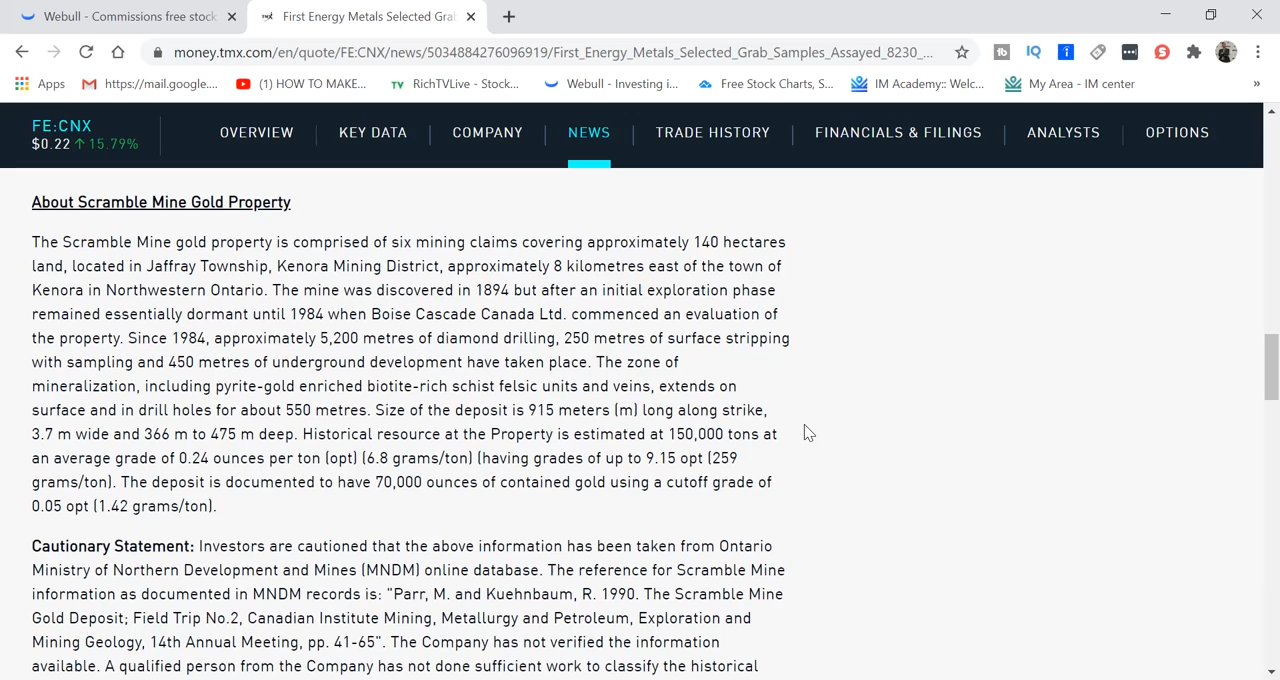 Webull - Commissions free stock
First Energy Metals Selected Gra
money.tmx.com/en/quote/FE:CNX/news/5034884276096919/First_Energy_Metals_Selected_Grab_Samples_Assayed_8230_...
Apps
https://mail.google....
(1) HOW TO MAKE...
RichTVLive - Stock...
Webull - Investing i...
Free Stock Charts, S...
IM Academy:: Welc...
My Area - IM center
»
FE:CNX
$0.22 ↑ 15.79%
OVERVIEW
KEY DATA
COMPANY
NEWS
TRADE HISTORY
FINANCIALS & FILINGS
ANALYSTS
OPTIONS
About Scramble Mine Gold Property
The Scramble Mine gold property is comprised of six mining claims covering approximately 140 hectares
land, located in Jaffray Township, Kenora Mining District, approximately 8 kilometres east of the town of
Kenora in Northwestern Ontario. The mine was discovered in 1894 but after an initial exploration phase
remained essentially dormant until 1984 when Boise Cascade Canada Ltd. commenced an evaluation of
the property. Since 1984, approximately 5,200 metres of diamond drilling, 250 metres of surface stripping
with sampling and 450 metres of underground development have taken place. The zone of
mineralization, including pyrite-gold enriched biotite-rich schist felsic units and veins, extends on
surface and in drill holes for about 550 metres. Size of the deposit is 915 meters (m) long along strike,
3.7 m wide and 366 m to 475 m deep. Historical resource at the Property is estimated at 150,000 tons at
an average grade of 0.24 ounces per ton (opt) (6.8 grams/ton) (having grades of up to 9.15 opt (259
grams/ton). The deposit is documented to have 70,000 ounces of contained gold using a cutoff grade of
0.05 opt (1.42 grams/ton).
Cautionary Statement: Investors are cautioned that the above information has been taken from Ontario
Ministry of Northern Development and Mines (MNDM) online database. The reference for Scramble Mine
information as documented in MNDM records is: "Parr, M. and Kuehnbaum, R. 1990. The Scramble Mine
Gold Deposit; Field Trip No.2, Canadian Institute Mining, Metallurgy and Petroleum, Exploration and
Mining Geology, 14th Annual Meeting, pp. 41-65". The Company has not verified the information
available. A qualified person from the Company has not done sufficient work to classify the historical